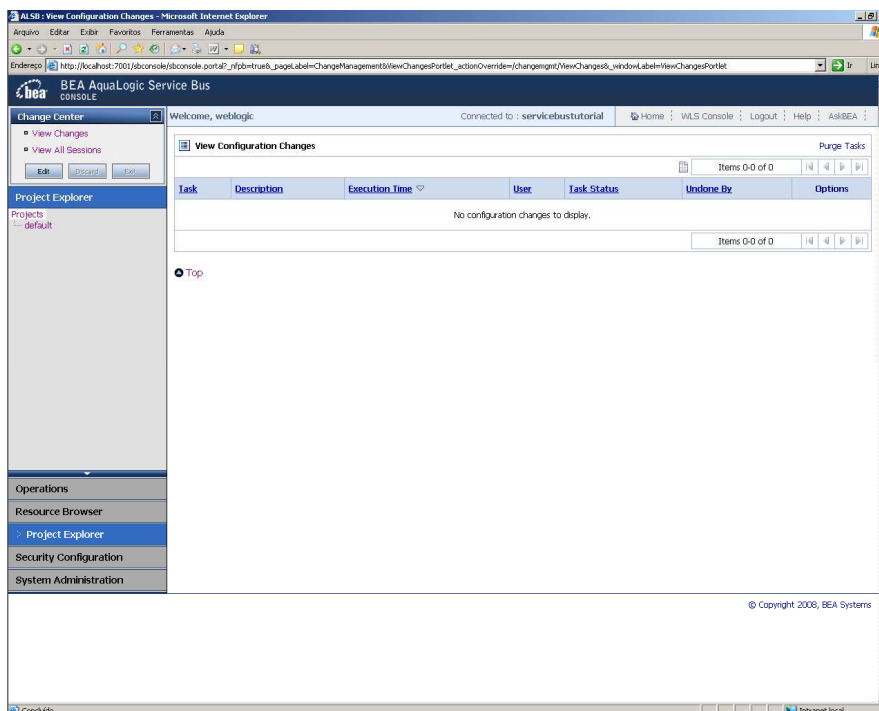 ALSB : View Configuration Changes - Microsoft Internet Explorer
Arquivo Editar Exibir Favoritos Ferramentas Ajuda
Endereço http://localhost:7001/sbconsole/sbconsole.portal?_nfpb=true&_pageLabel=ChangeManagement&ViewChangesPortlet_actionOverride=/changemgmt/ViewChanges&_windowLabel=ViewChangesPortlet Ir
bea BEA AquaLogic Service Bus
CONSOLE
Change Center
Welcome, weblogic Connected to : servicebustutorial Home WLS Console Logout Help AskBEA
View Changes
View All Sessions
Edit Discard Exit
View Configuration Changes Purge Tasks
Items 0-0 of 0
Project Explorer
Projects
default
Task Description Execution Time User Task Status Undone By Options
No configuration changes to display.
Items 0-0 of 0
Top
Operations
Resource Browser
> Project Explorer
Security Configuration
System Administration
© Copyright 2008, BEA Systems
Concluído Intranet local